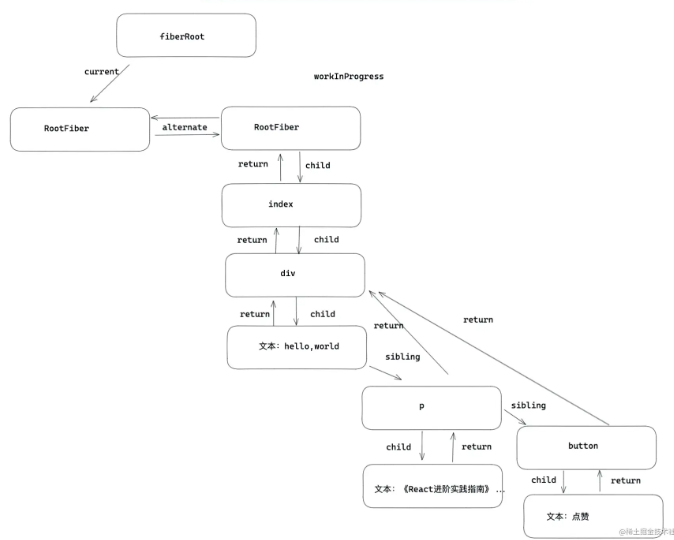 fiberRoot
current
workInProgress
RootFiber
alternate
RootFiber
return
child
index
return
child
div
return
child
return
return
文本：hello,world
sibling
p
sibling
child
return
button
文本：《React进阶实践指南》 ...
child
return
文本：点赞
@稀土掘金技术社